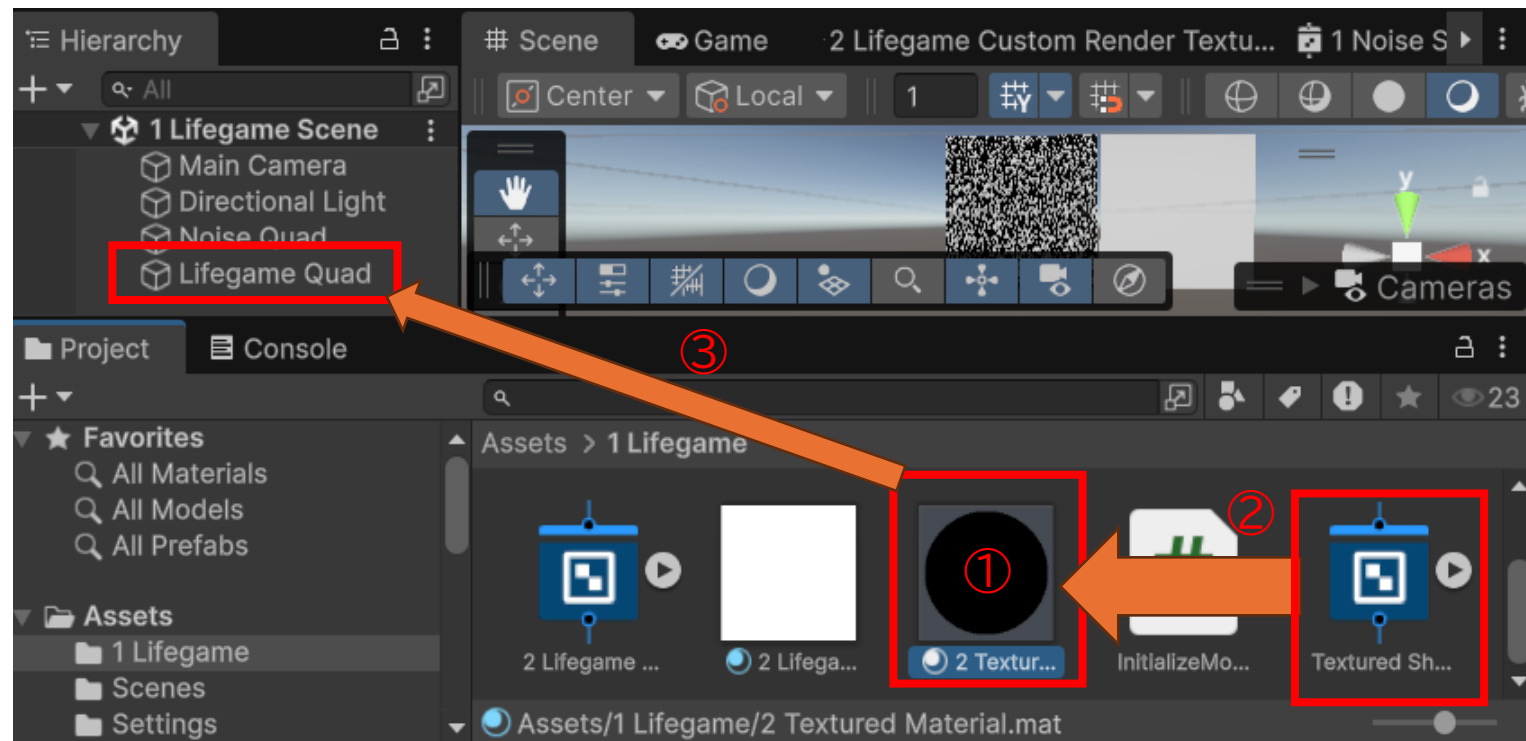 Hierarchy
All
1 Lifegame Scene
Main Camera
Directional Light
Noise Quad
Lifegame Quad
Scene Game 2 Lifegame Custom Render Textu... 1 Noise S
Center Local 1
y
x
Cameras
Project Console
③
23
Favorites
All Materials
All Models
All Prefabs
Assets
1 Lifegame
Scenes
Settings
Assets > 1 Lifegame
① ②
2 Lifegame ... 2 Lifega... 2 Textur... InitializeMo... Textured Sh...
Assets/1 Lifegame/2 Textured Material.mat